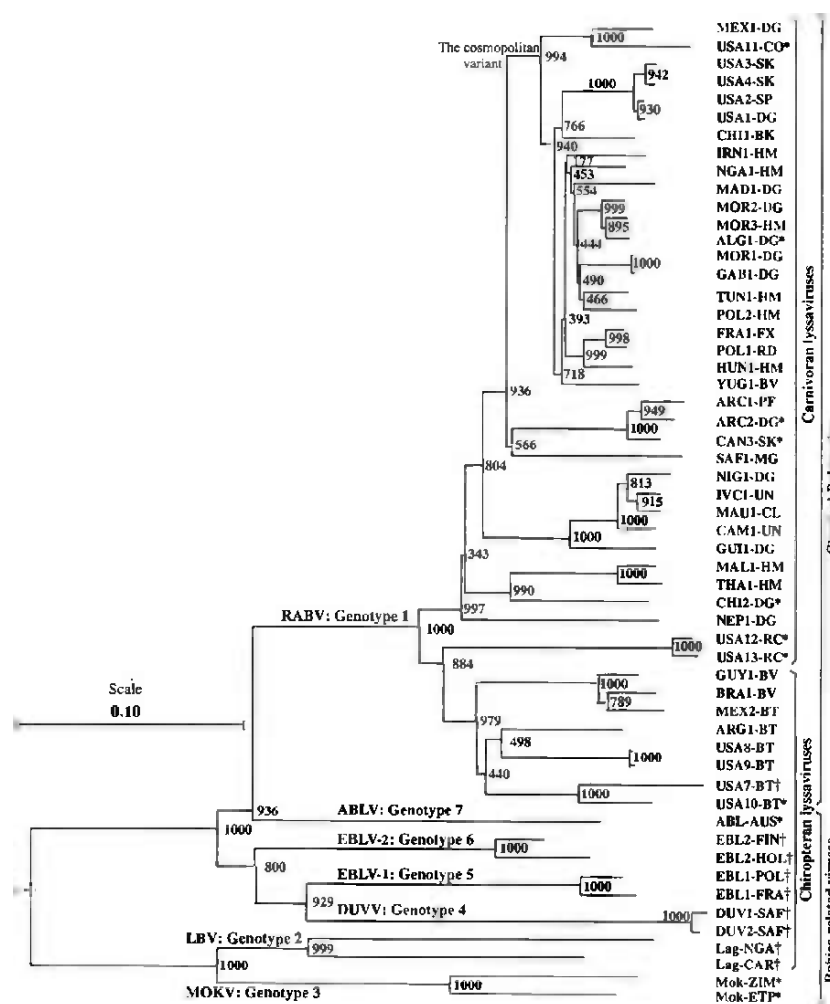 MEX1-DG
1000
USA11-CO*
The cosmopolitan
variant
994
USA3-SK
942
USA4-SK
1000
USA2-SP
930
USA1-DG
766
CHI1-BK
940
IRN1-HM
77
NGA1-HM
453
MAD1-DG
554
MOR2-DG
999
MOR3-HM
895
ALG1-DG*
444
MOR1-DG
1000
GAB1-DG
490
TUN1-HM
466
POL2-HM
393
FRA1-FX
998
POL1-RD
999
HUN1-HM
718
YUG1-BV
936
ARC1-PF
949
ARC2-DG*
1000
CAN3-SK*
566
SAF1-MG
804
NIG1-DG
813
IVC1-UN
915
MAU1-CL
1000
CAM1-UN
1000
GUI1-DG
343
MAL1-HM
1000
THA1-HM
990
CHI2-DG*
997
NEP1-DG
RABV: Genotype 1
1000
USA12-RC*
1000
USA13-RC*
884
Carnivoran lyssaviruses
Scale
0.10
GUY1-BV
1000
BRA1-BV
789
MEX2-BT
979
ARG1-BT
498
USA8-BT
1000
USA9-BT
440
USA7-BT†
1000
USA10-BT*
936
ABLV: Genotype 7
ABL-AUS*
1000
EBLV-2: Genotype 6
EBL2-FIN†
1000
EBL2-HOL†
800
EBLV-1: Genotype 5
EBL1-POL†
1000
EBL1-FRA†
929
DUVV: Genotype 4
1000
DUV1-SAF†
DUV2-SAF†
Chiropteran lyssaviruses
LBV: Genotype 2
999
Lag-NGA†
Lag-CAR†
1000
MOKV: Genotype 3
1000
Mok-ZIM*
Mok-ETP*